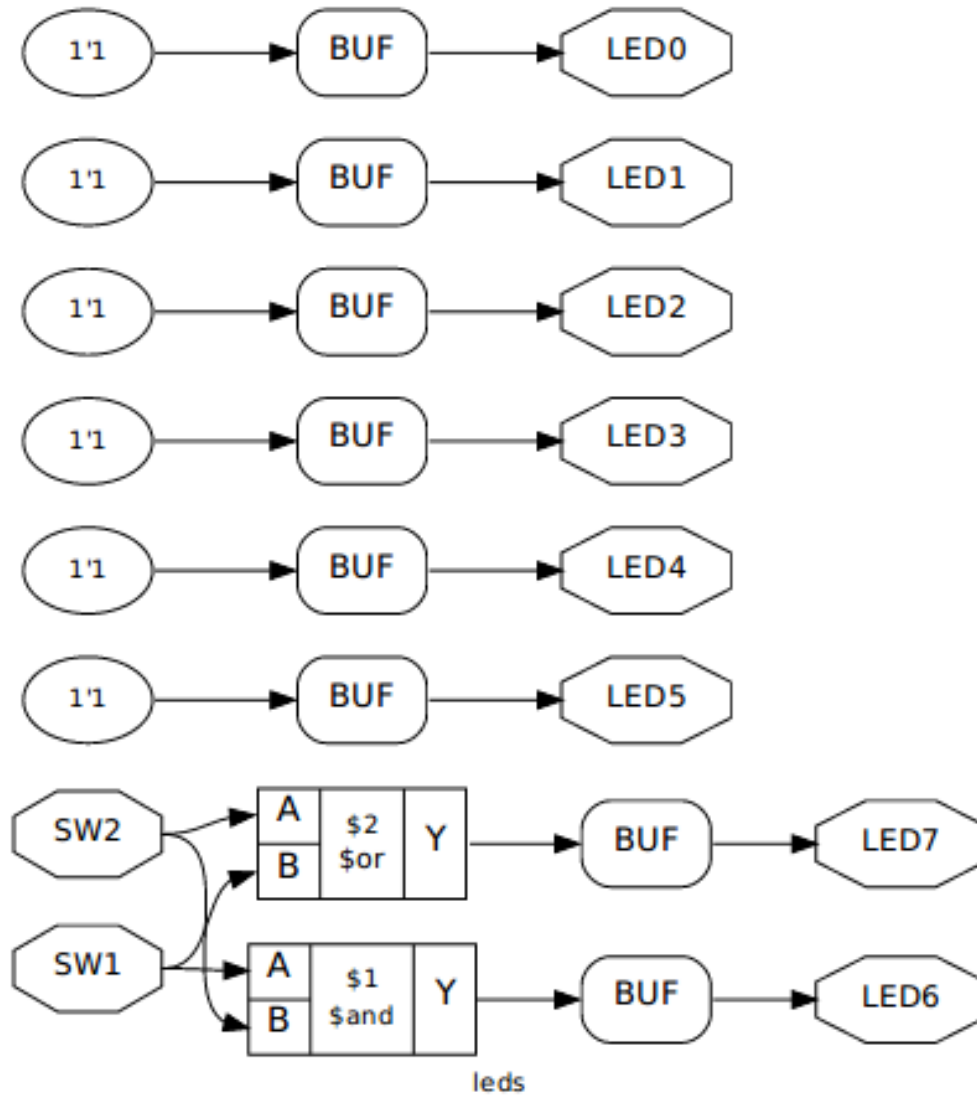 1'1 BUF LED0
1'1 BUF LED1
1'1 BUF LED2
1'1 BUF LED3
1'1 BUF LED4
1'1 BUF LED5
SW2 A $2 Y BUF LED7
B $or
SW1 A $1 Y BUF LED6
B $and
leds